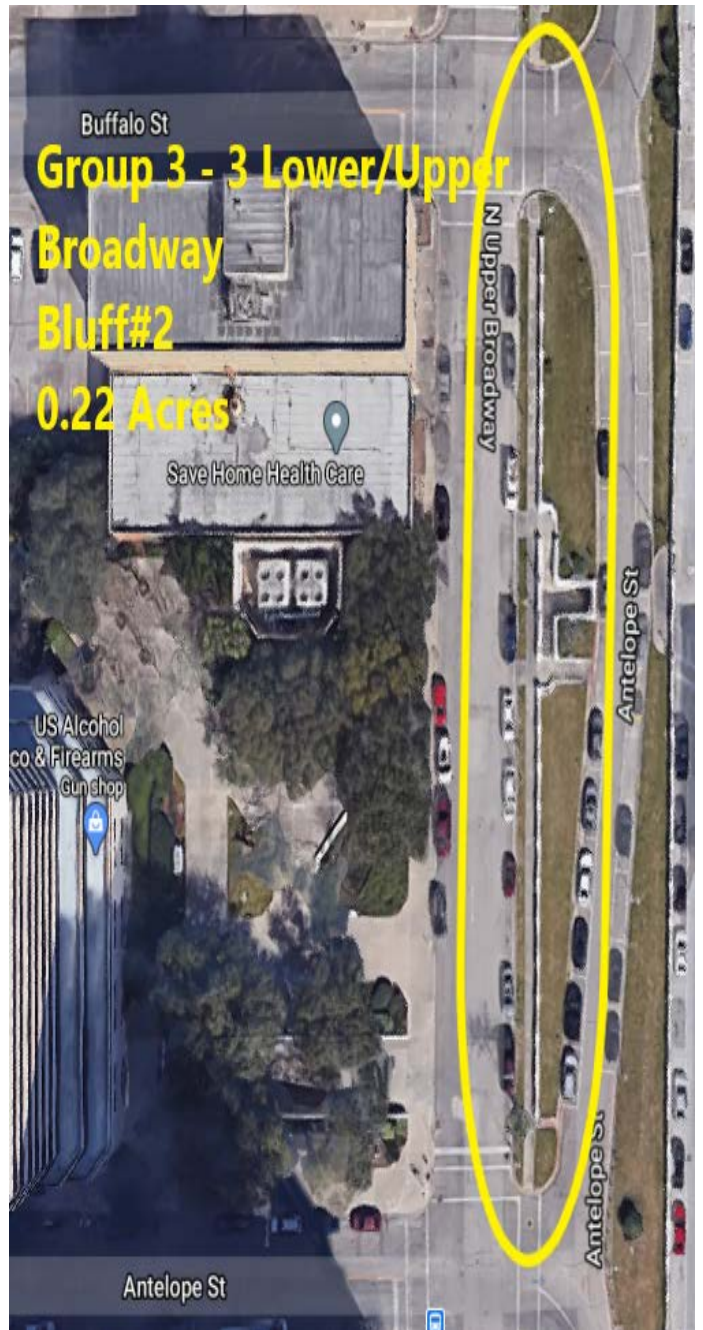 Buffalo St
Group 3 - 3 Lower/Upper
Broadway
Bluff#2
0.22 Acres
N Upper Broadway
Save Home Health Care
Antelope St
US Alcohol
co & Firearms
Gun shop
Antelope St
Antelope St